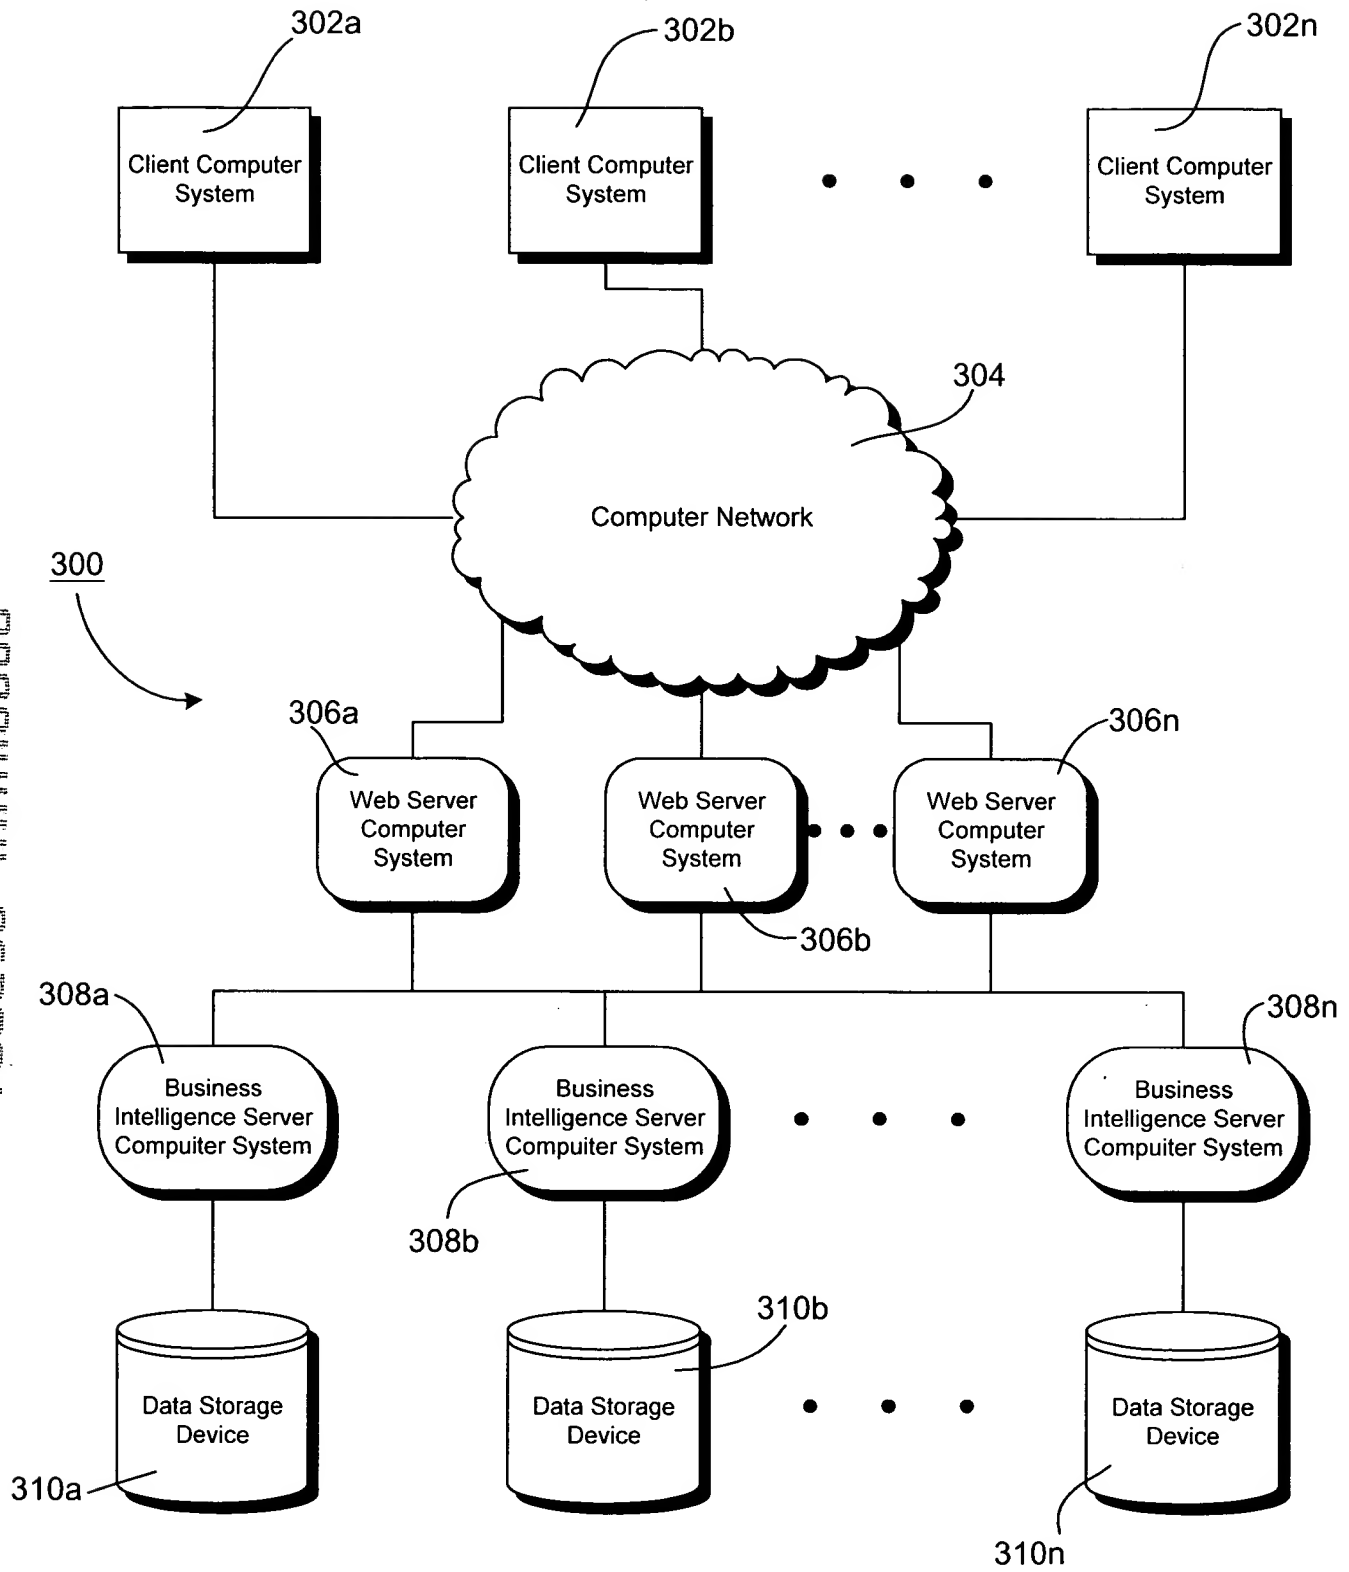 302a
302b
302n
Client Computer
System
Client Computer
System
Client Computer
System
304
Computer Network
300
306a
306n
Web Server
Computer
System
Web Server
Computer
System
Web Server
Computer
System
306b
308a
308n
Business
Intelligence Server
Compuiter System
Business
Intelligence Server
Compuiter System
Business
Intelligence Server
Compuiter System
308b
310b
Data Storage
Device
Data Storage
Device
Data Storage
Device
310a
310n